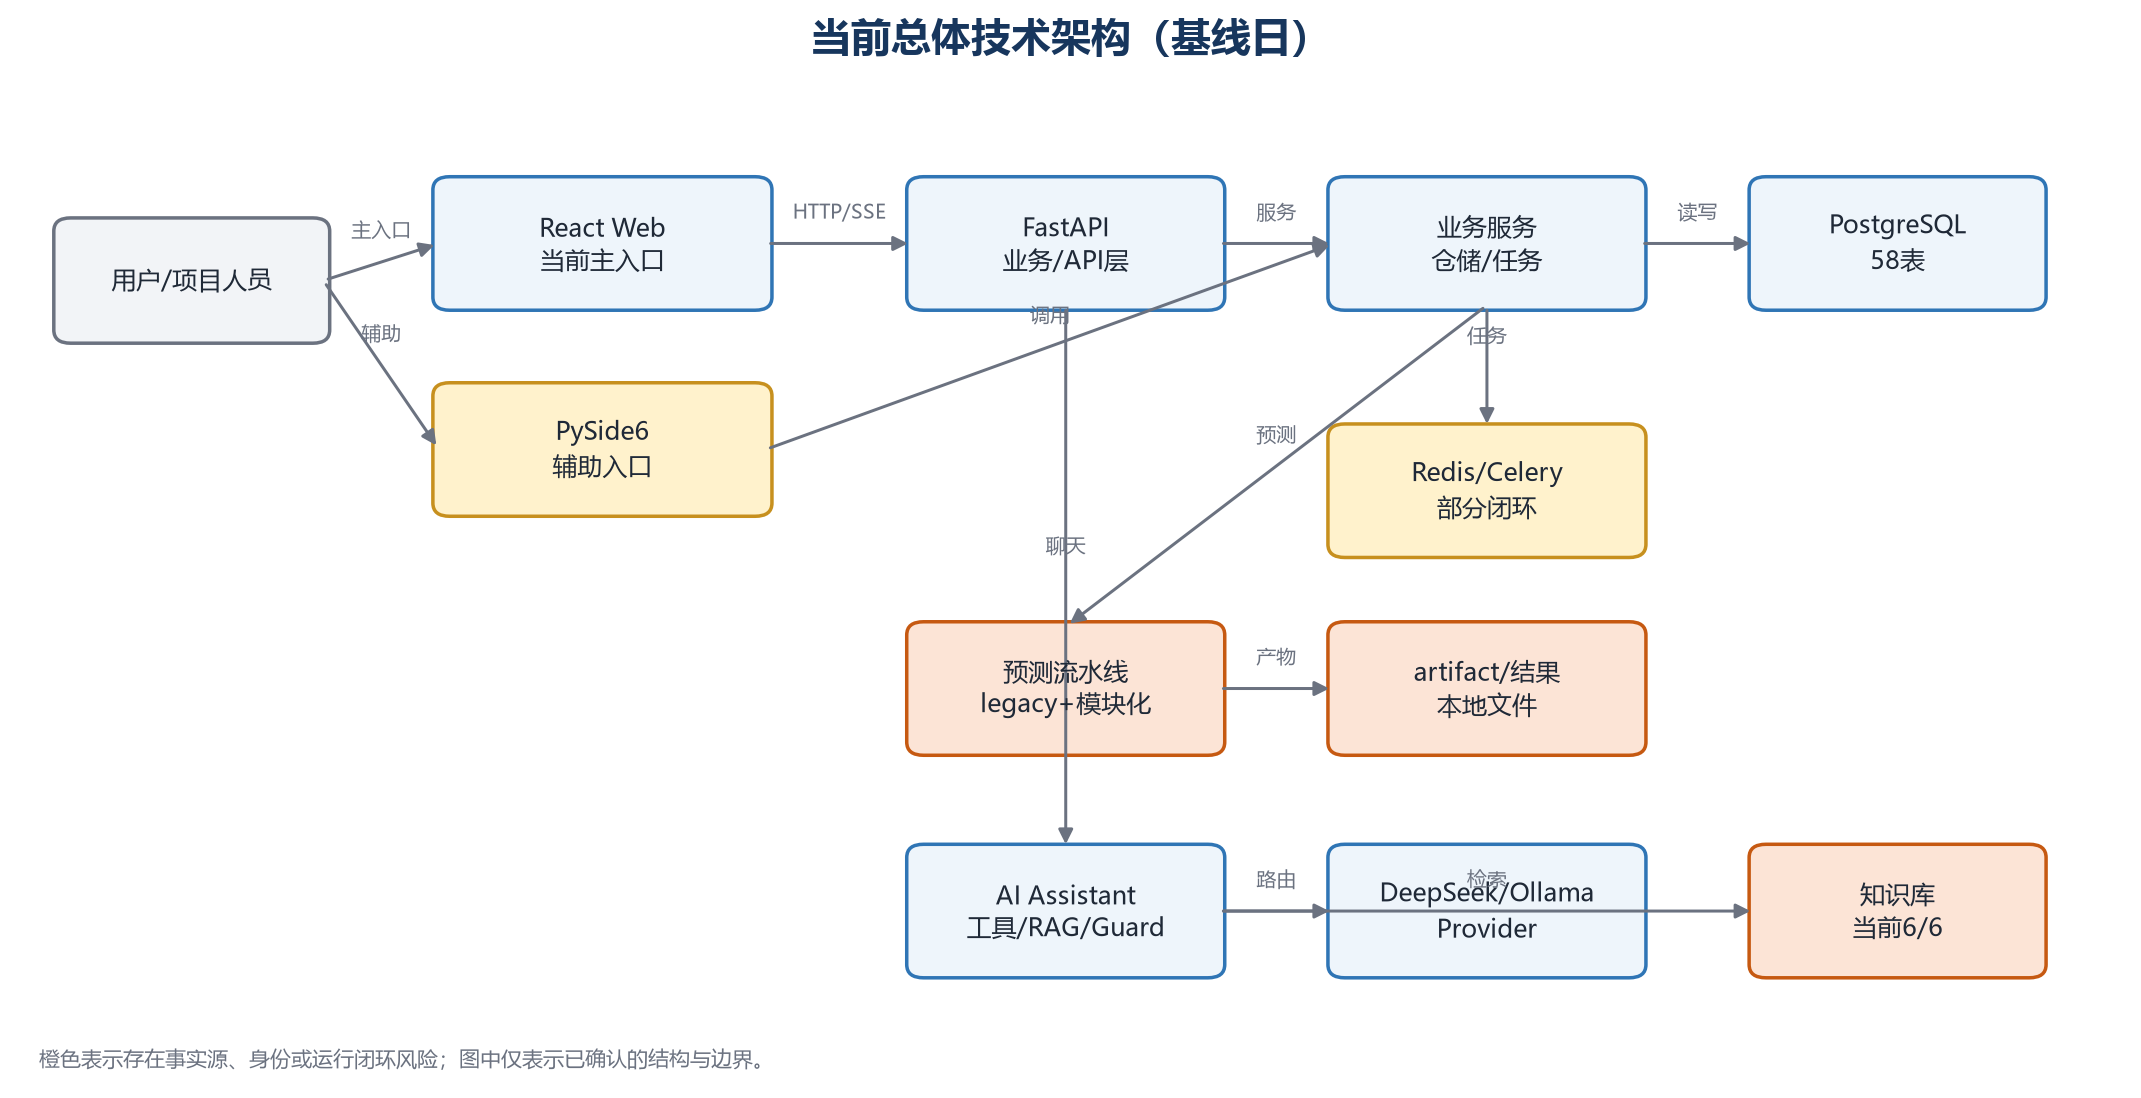 当前总体技术架构（基线日）
用户/项目人员
主入口
辅助
React Web
当前主入口
HTTP/SSE
FastAPI
业务/API层
服务
业务服务
仓储/任务
读写
PostgreSQL
58表
PySide6
辅助入口
调用
任务
预测
Redis/Celery
部分闭环
聊天
预测流水线
legacy+模块化
产物
artifact/结果
本地文件
AI Assistant
工具/RAG/Guard
路由
检索
DeepSeek/Ollama
Provider
知识库
当前6/6
橙色表示存在事实源、身份或运行闭环风险；图中仅表示已确认的结构与边界。